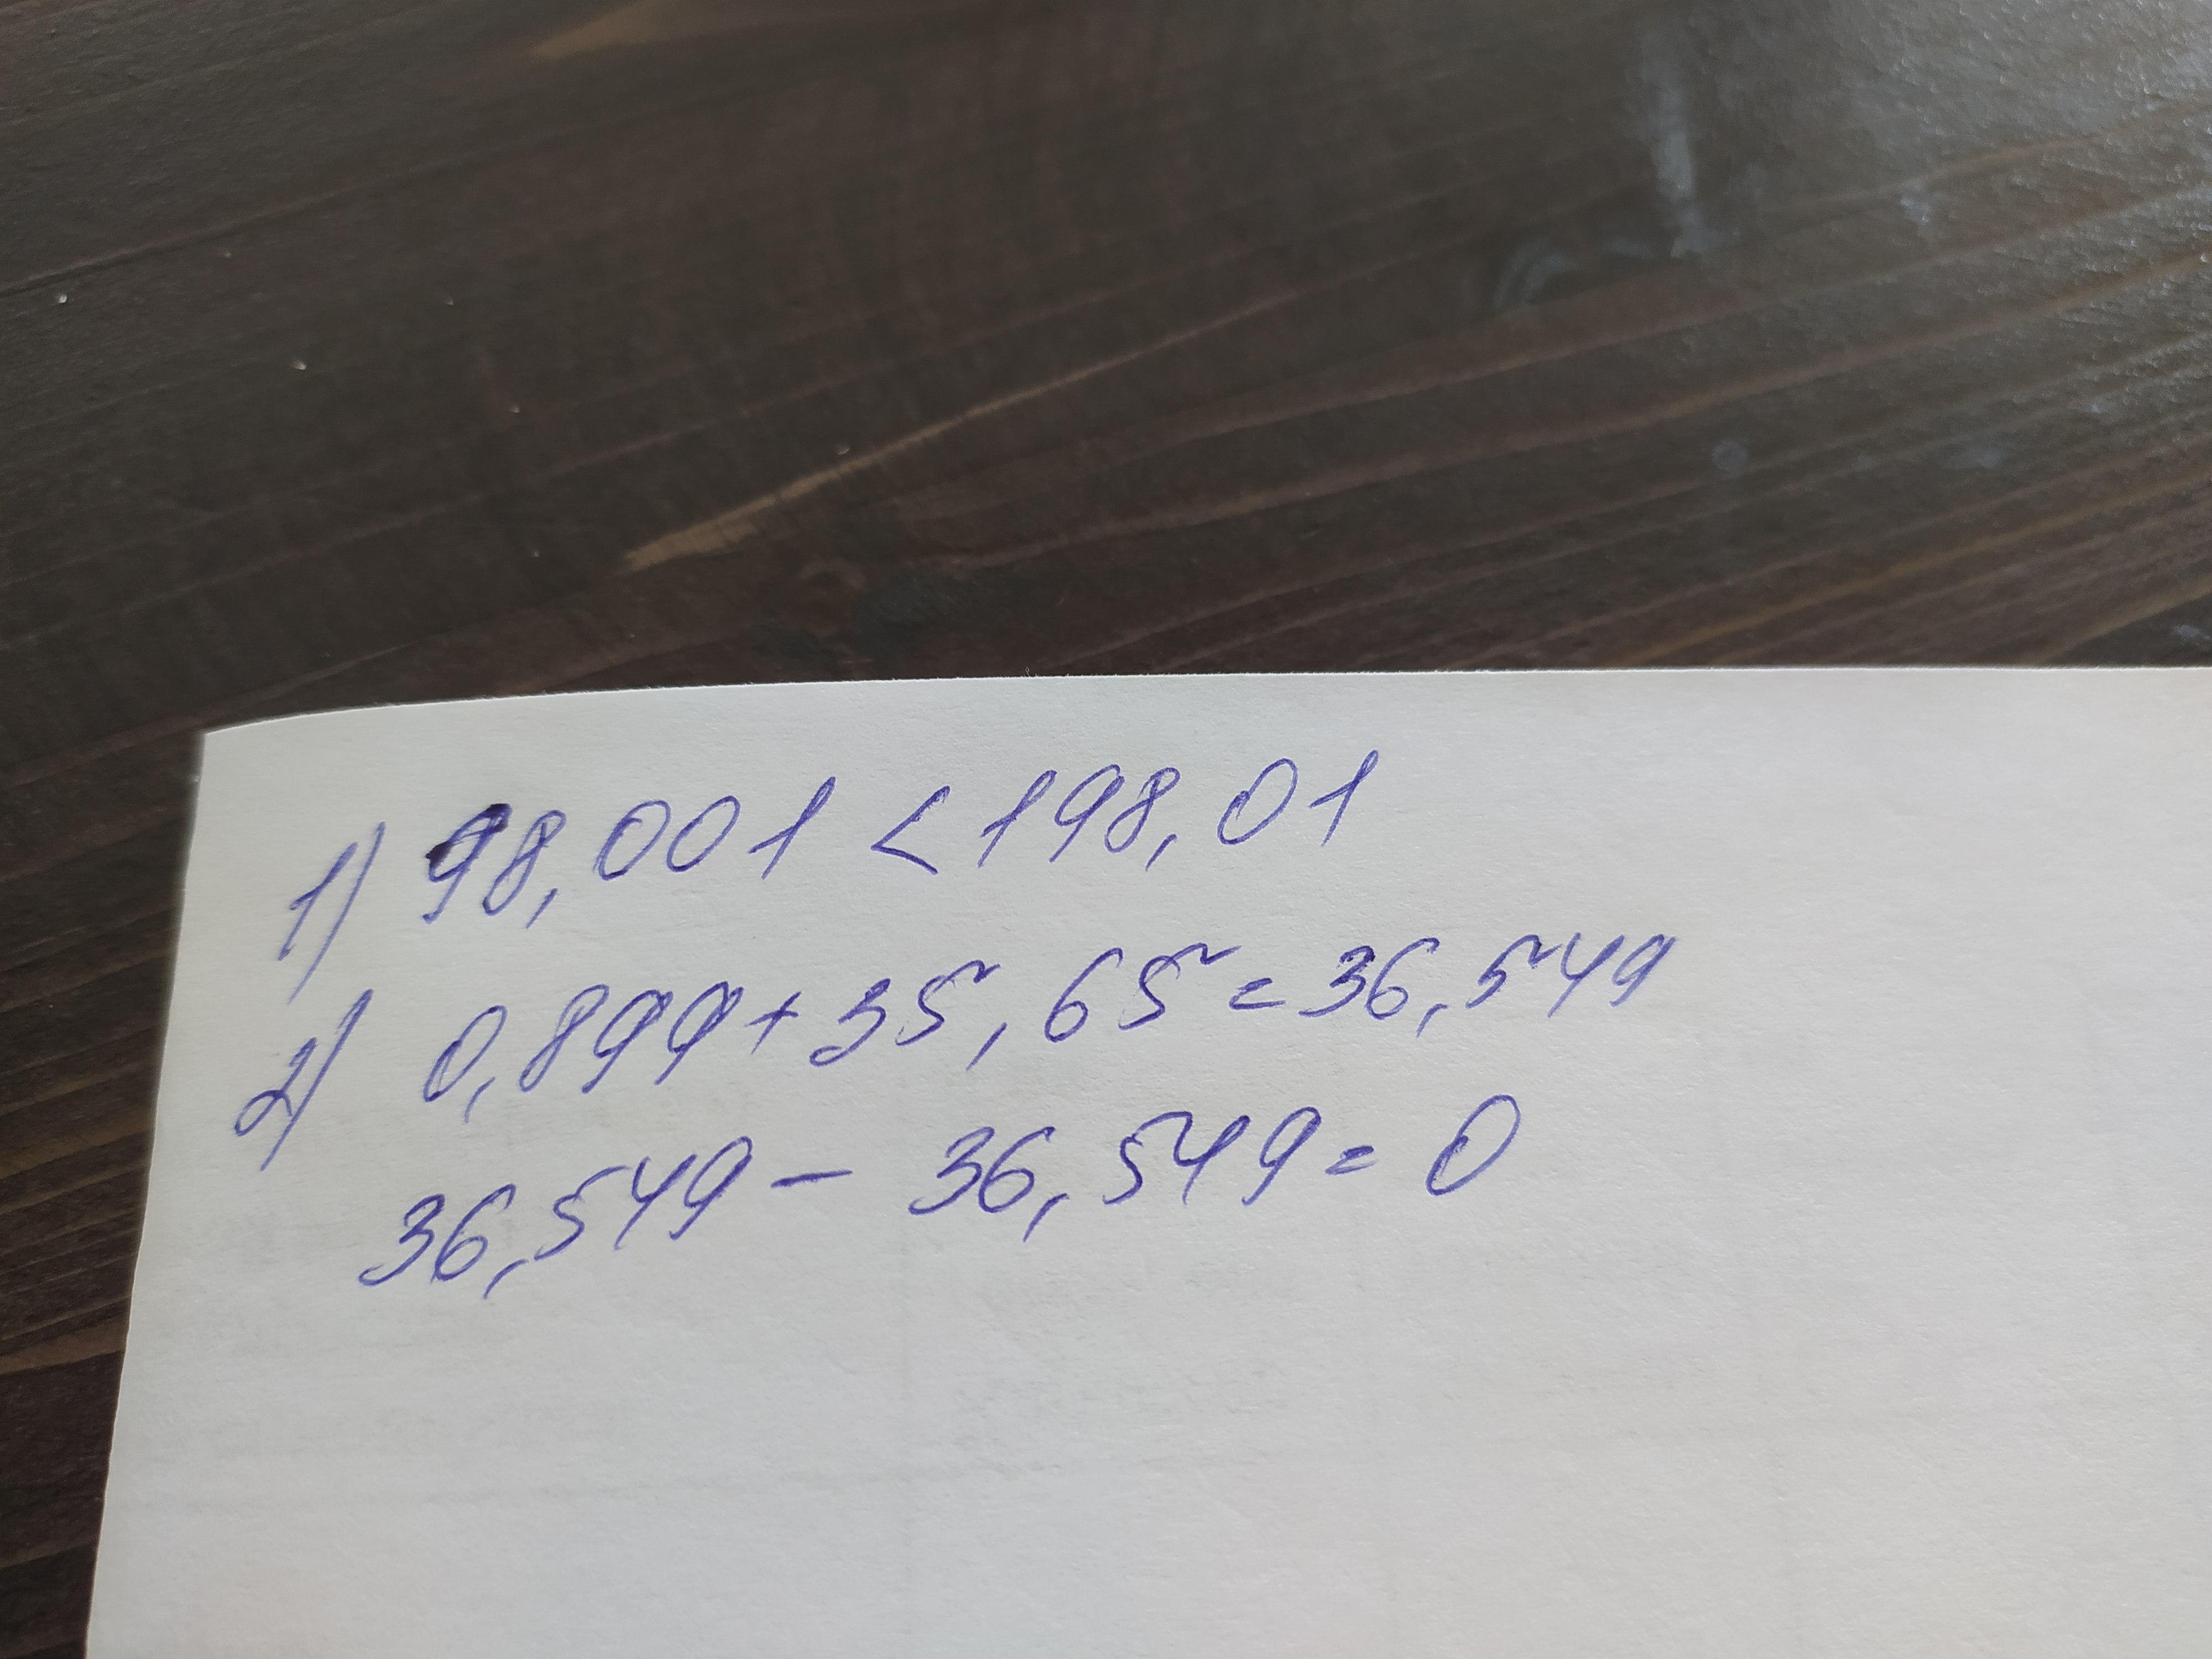 1) 98,001 < 198,01
2) 0,899 + 35,65 = 36,549
36,549 - 36,549 = 0